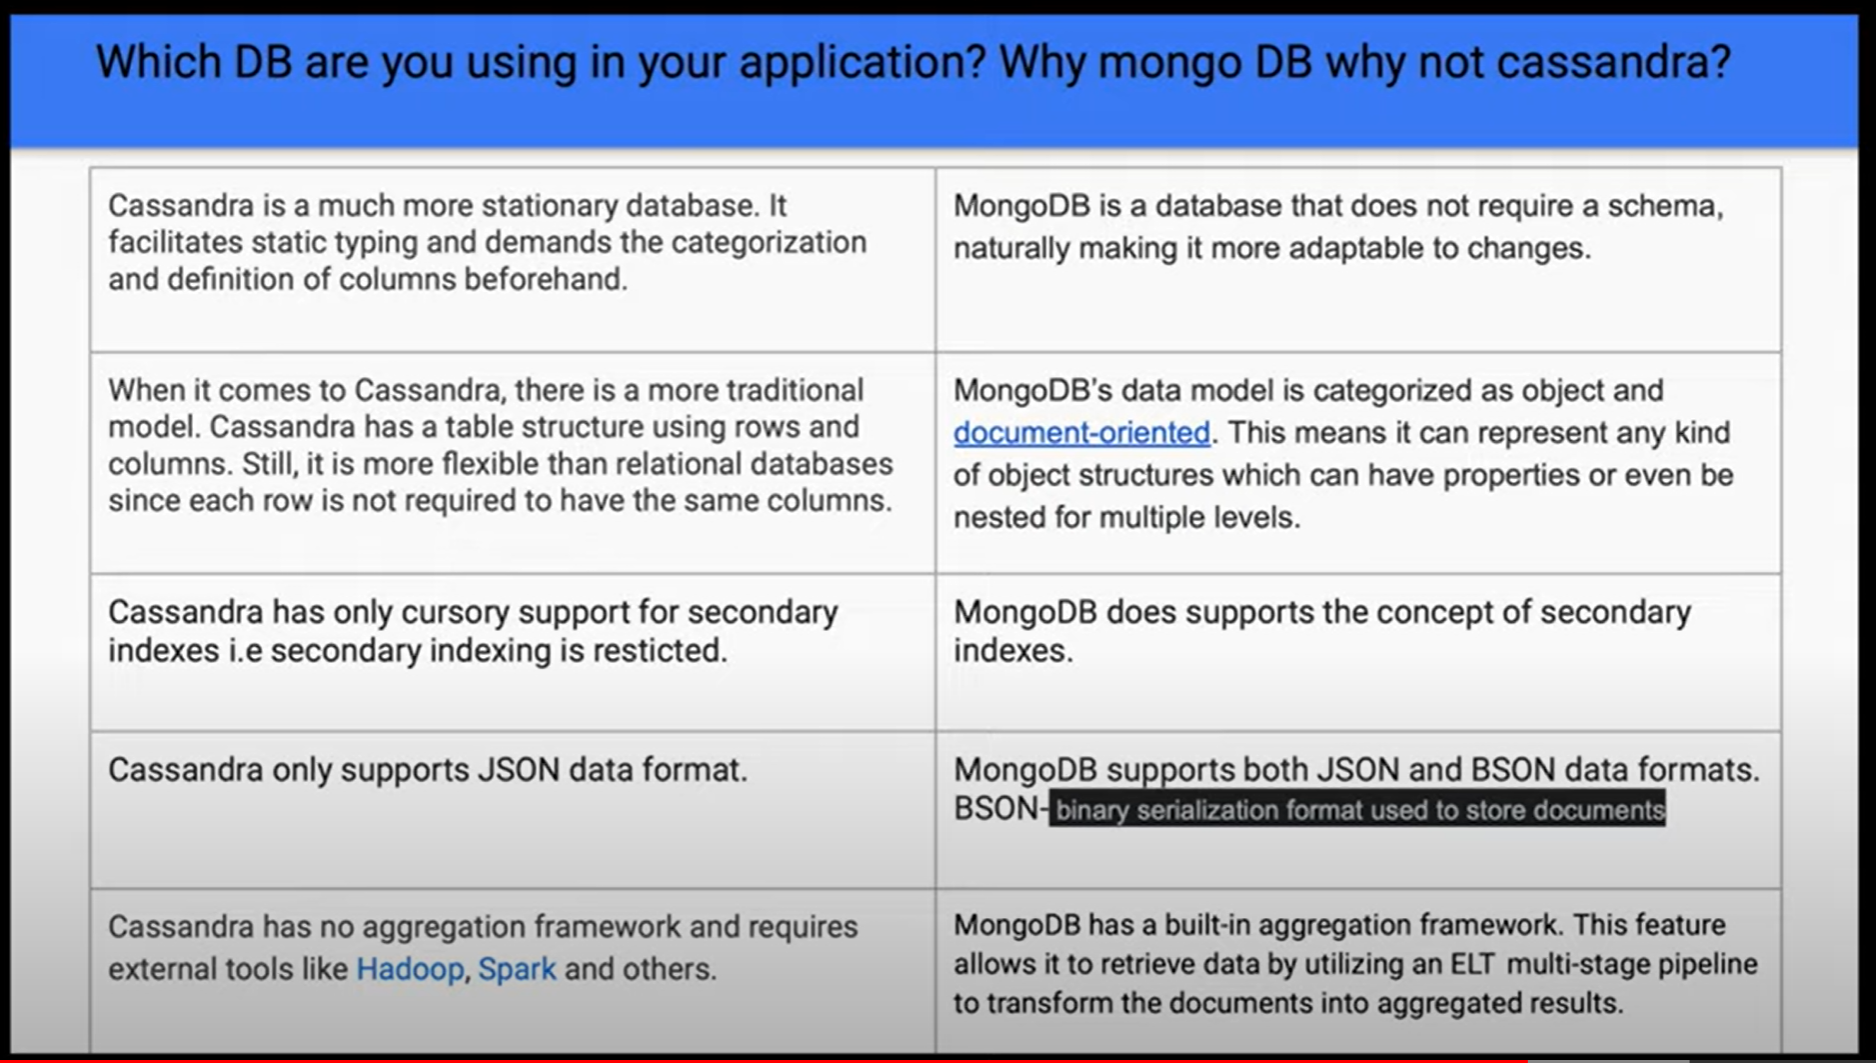 Which DB are you using in your application? Why mongo DB why not cassandra?
Cassandra is a much more stationary database. It
facilitates static typing and demands the categorization
and definition of columns beforehand.
MongoDB is a database that does not require a schema,
naturally making it more adaptable to changes.
When it comes to Cassandra, there is a more traditional
model. Cassandra has a table structure using rows and
columns. Still, it is more flexible than relational databases
since each row is not required to have the same columns.
MongoDB's data model is categorized as object and
document-oriented. This means it can represent any kind
of object structures which can have properties or even be
nested for multiple levels.
Cassandra has only cursory support for secondary
indexes i.e secondary indexing is resticted.
MongoDB does supports the concept of secondary
indexes.
Cassandra only supports JSON data format.
MongoDB supports both JSON and BSON data formats.
BSON- binary serialization format used to store documents
Cassandra has no aggregation framework and requires
external tools like Hadoop, Spark and others.
MongoDB has a built-in aggregation framework. This feature
allows it to retrieve data by utilizing an ELT multi-stage pipeline
to transform the documents into aggregated results.